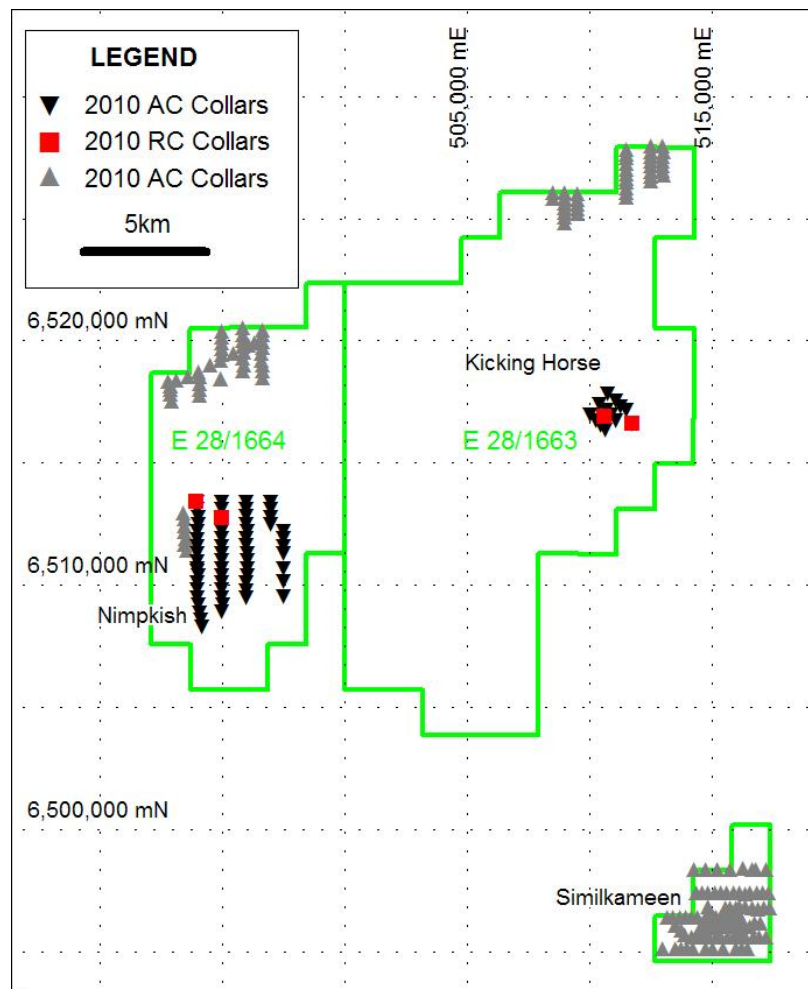 LEGEND
2010 AC Collars
2010 RC Collars
2010 AC Collars
5km
505,000 mE
515,000 mE
6,520,000 mN
Kicking Horse
E 28/1664
E 28/1663
6,510,000 mN
Nimpkish
6,500,000 mN
Similkameen